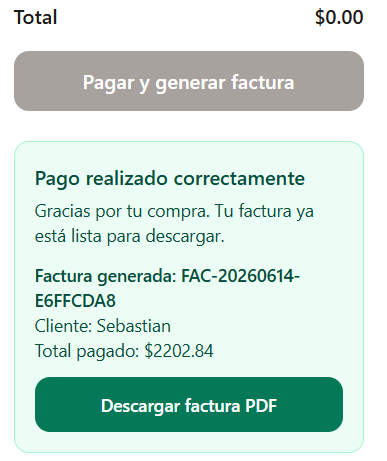 Total $0.00
Pagar y generar factura
Pago realizado correctamente
Gracias por tu compra. Tu factura ya
está lista para descargar.
Factura generada: FAC-20260614-
E6FFCDA8
Cliente: Sebastian
Total pagado: $2202.84
Descargar factura PDF